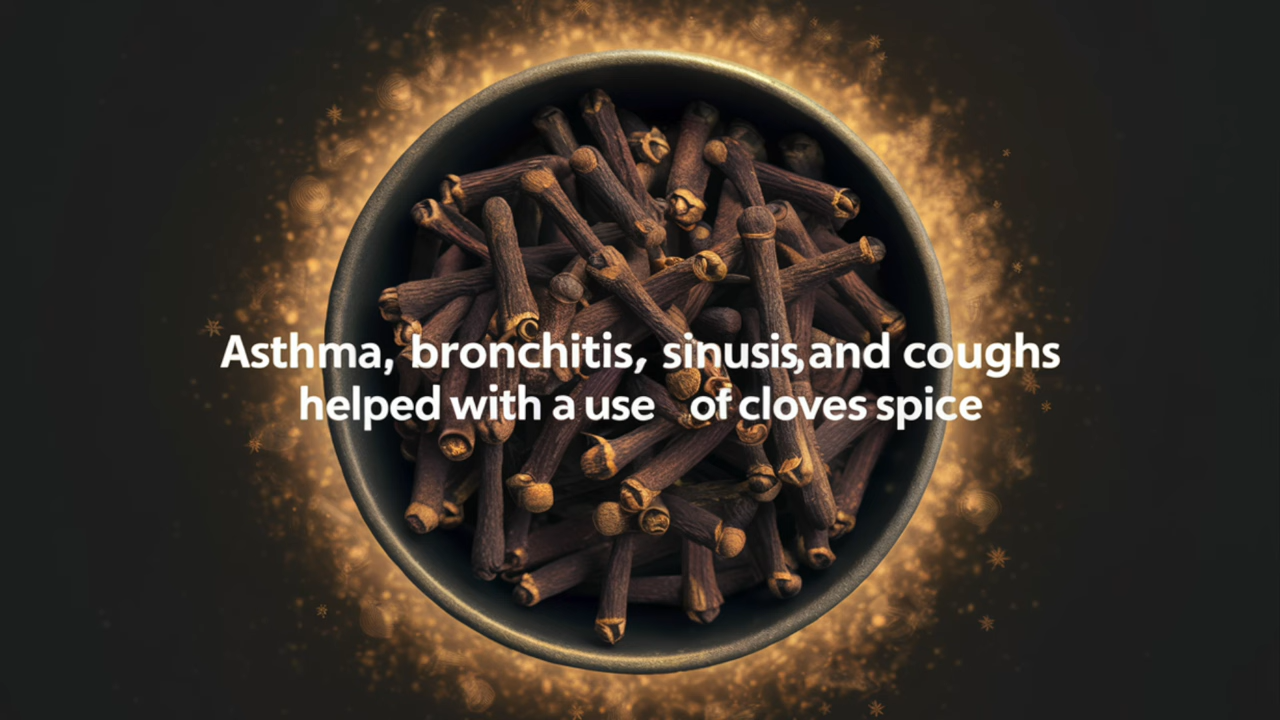 Asthma, bronchitis, sinusis,and coughs
helped with a use of cloves spice